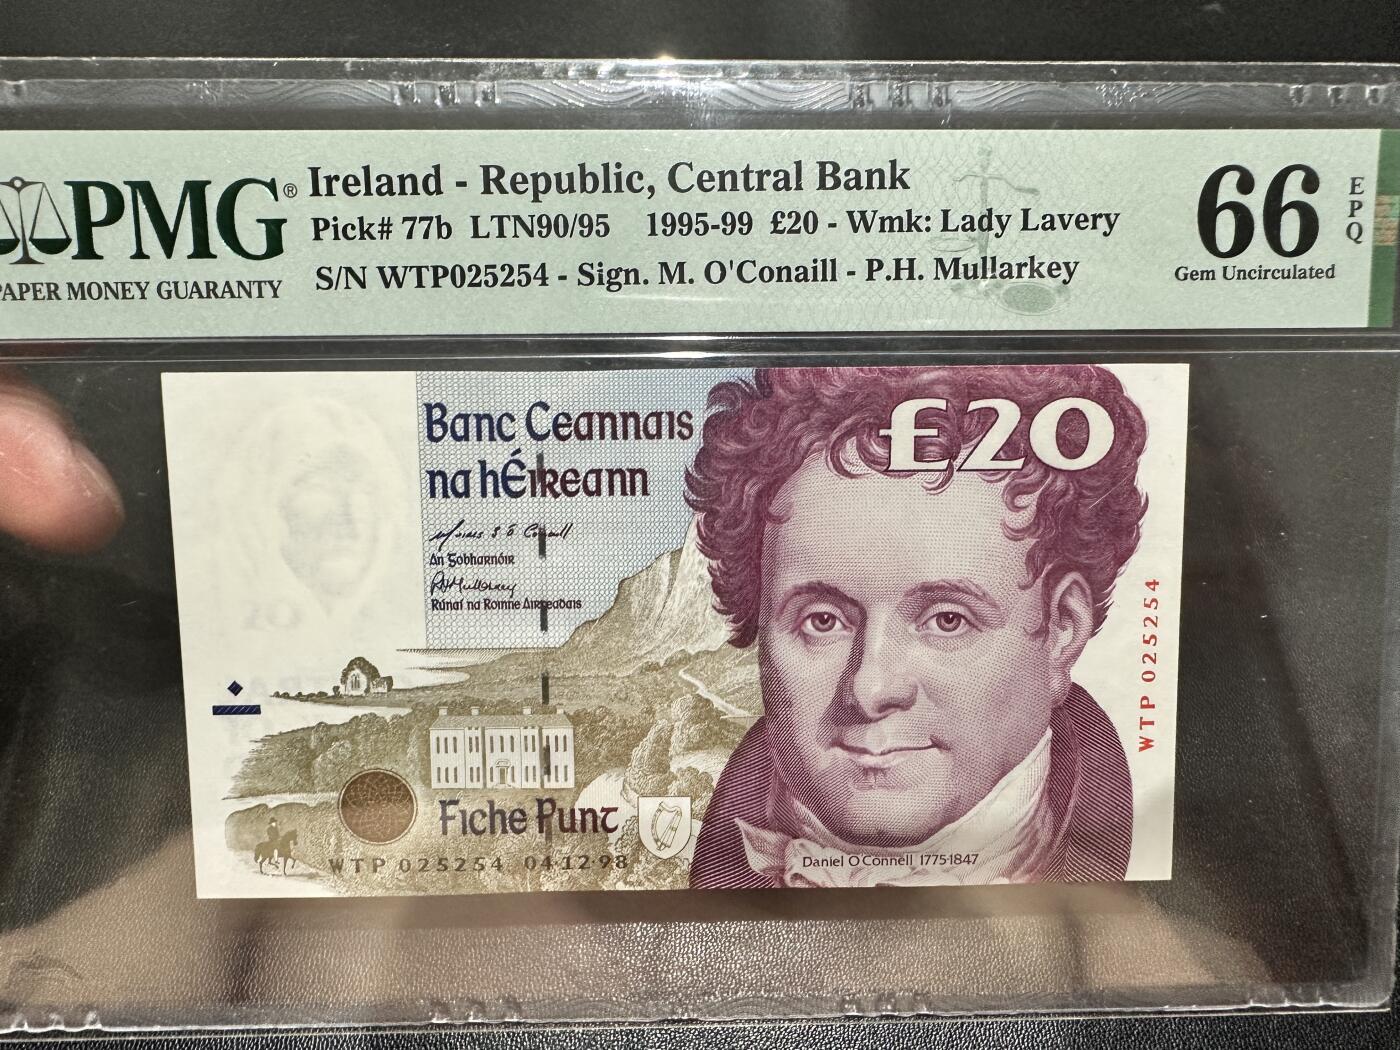 PMG®
PAPER MONEY GUARANTY
Ireland - Republic, Central Bank
Pick# 77b LTN90/95 1995-99 £20 - Wmk: Lady Lavery
S/N WTP025254 - Sign. M. O'Conaill - P.H. Mullarkey
66
EPQ
Gem Uncirculated
Banc Ceannais
na hÉireann
£20
An Gobharnóir
Rúnaí na Roinne Airgeadais
WTP 025254
Fiche Punt
WTP 025254 04·12·98
Daniel O'Connell 1775-1847